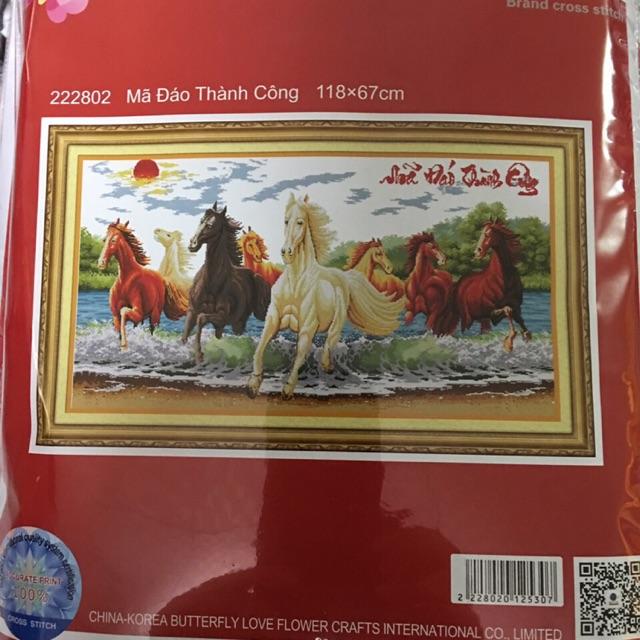 Brand cross stitch
222802 Mã Đáo Thành Công 118×67cm
Mã Đáo Thành Công
CURATE PRINT
100%
CROSS STITCH
2 228020 125307
CHINA-KOREA BUTTERFLY LOVE FLOWER CRAFTS INTERNATIONAL CO., LIMITED